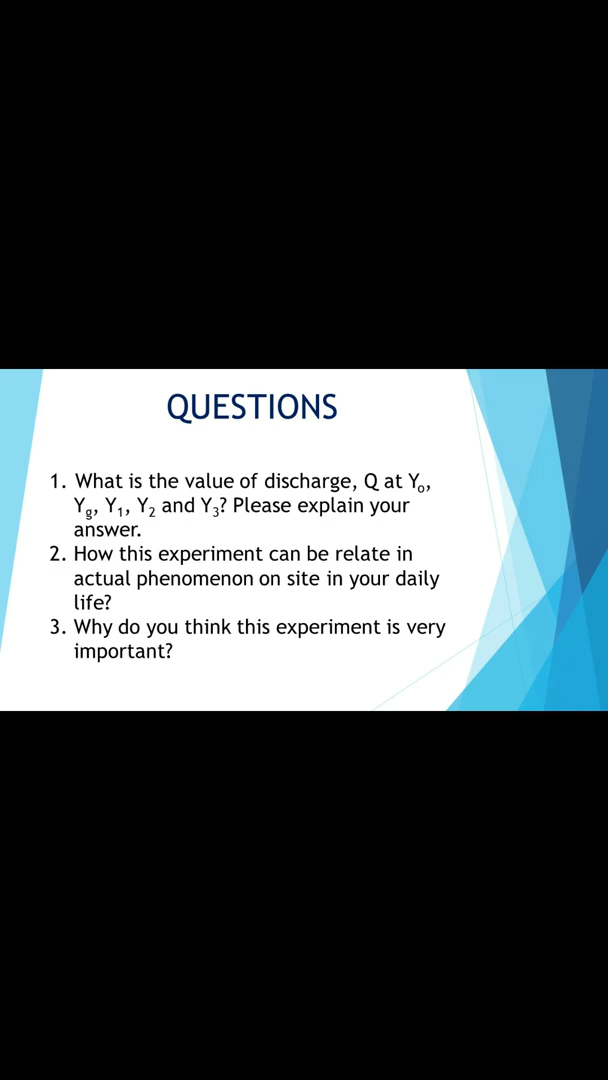 QUESTIONS
1. What is the value of discharge, Q at Yₒ,
Yg, Y₁, Y₂ and Y₃? Please explain your
answer.
2. How this experiment can be relate in
actual phenomenon on site in your daily
life?
3. Why do you think this experiment is very
important?